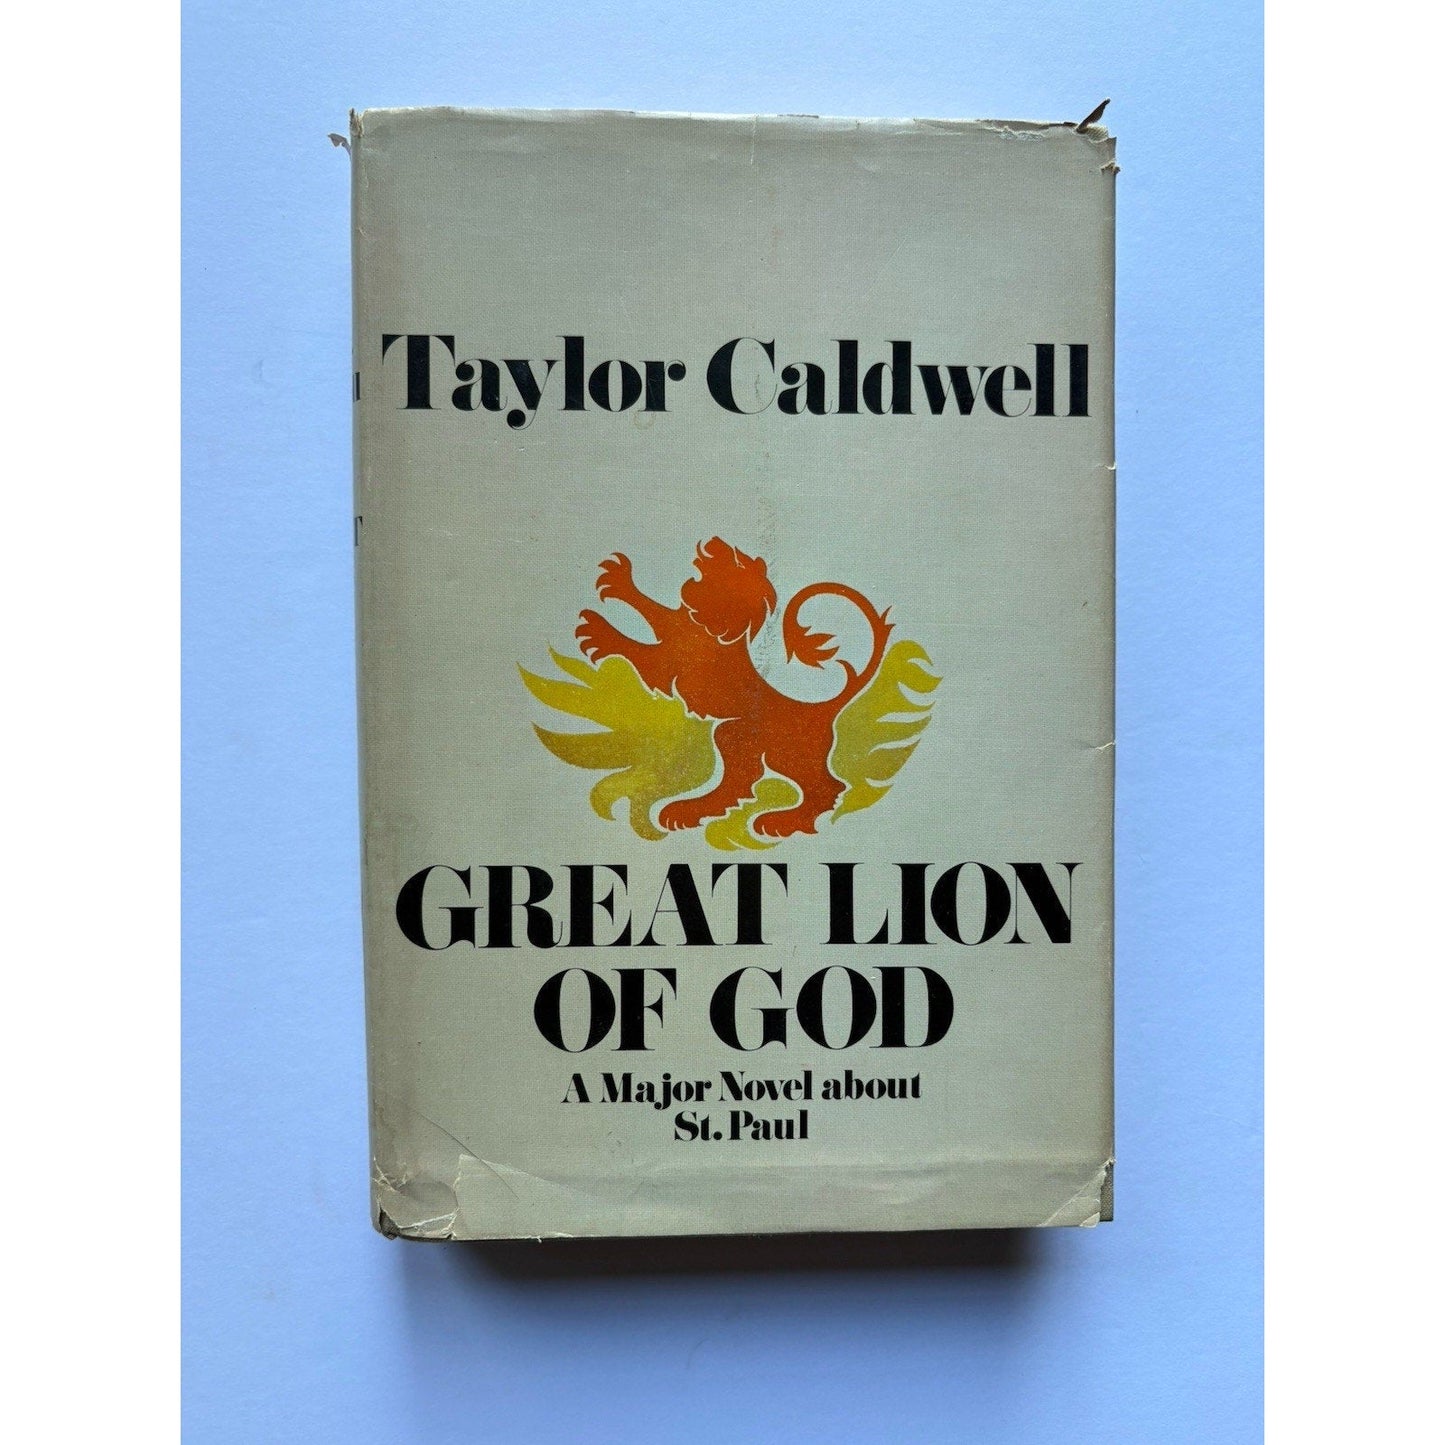 Taylor Caldwell
GREAT LION
OF GOD
A Major Novel about
St. Paul